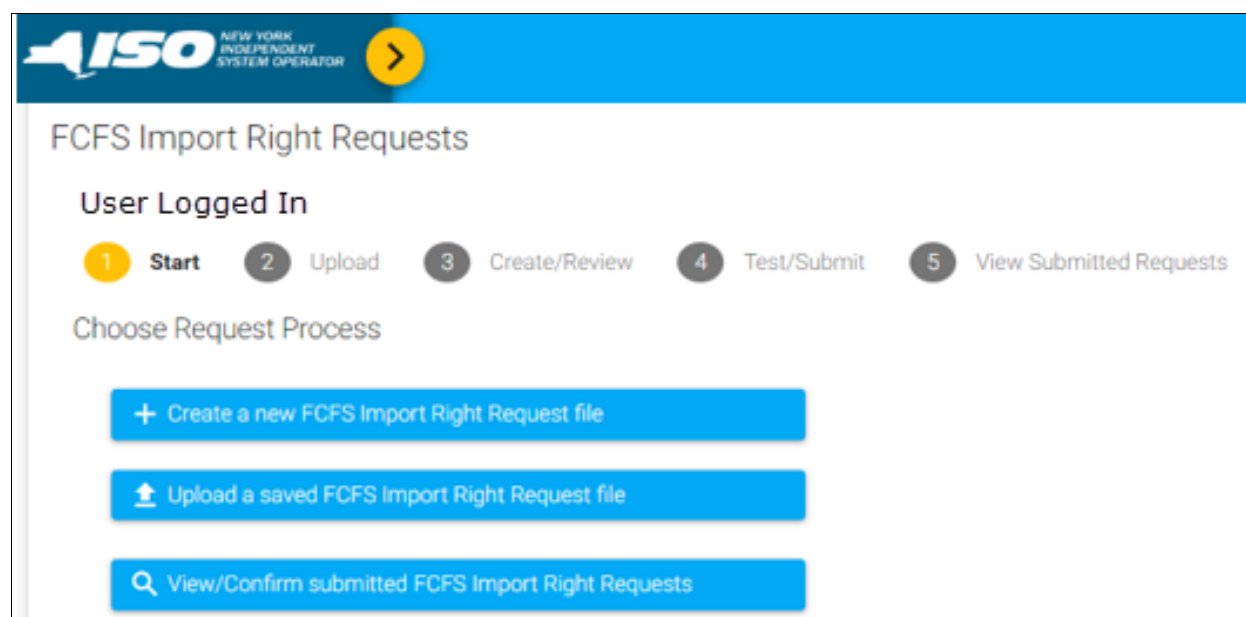 ISO NEW YORK
INDEPENDENT
SYSTEM OPERATOR
FCFS Import Right Requests
User Logged In
1 Start 2 Upload 3 Create/Review 4 Test/Submit 5 View Submitted Requests
Choose Request Process
+ Create a new FCFS Import Right Request file
Upload a saved FCFS Import Right Request file
View/Confirm submitted FCFS Import Right Requests